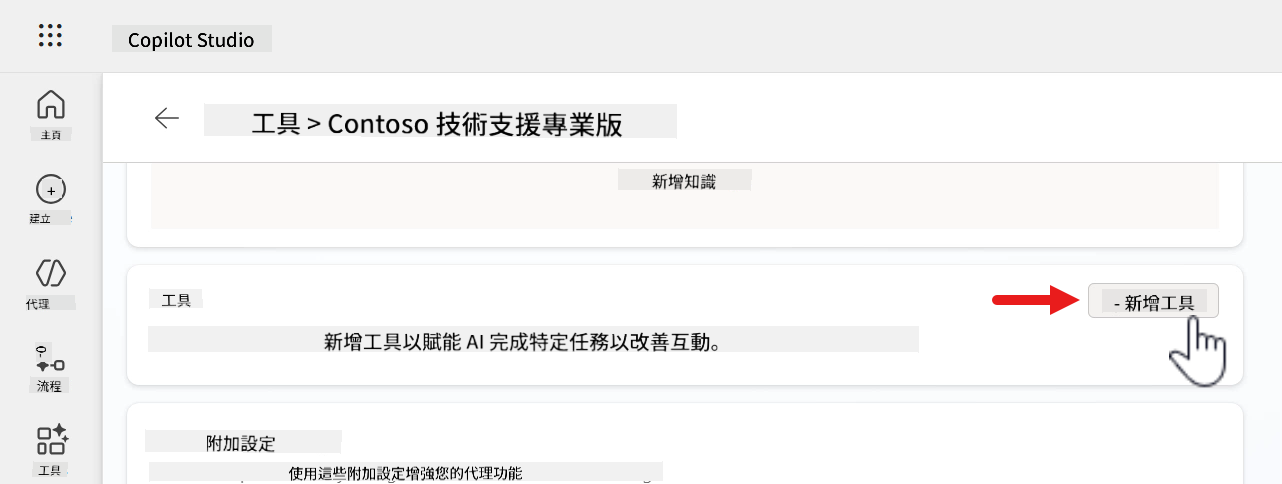 Copilot Studio
工具 > Contoso 技術支援專業版
主頁
新增知識
建立
工具
- 新增工具
代理
新增工具以賦能 AI 完成特定任務以改善互動。
流程
附加設定
工具
使用這些附加設定增強您的代理功能